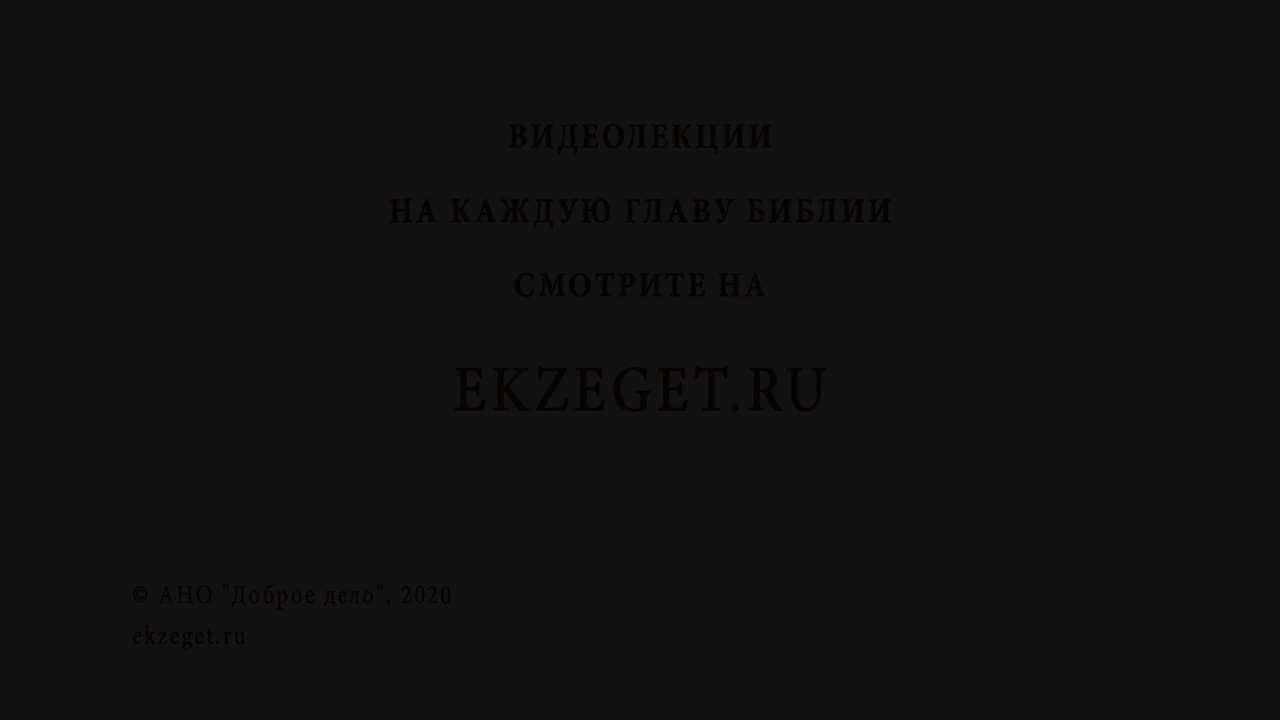 ВИДЕОЛЕКЦИИ
НА КАЖДУЮ ГЛАВУ БИБЛИИ
СМОТРИТЕ НА
EKZEGET.RU
© АНО "Доброе дело", 2020
ekzeget.ru